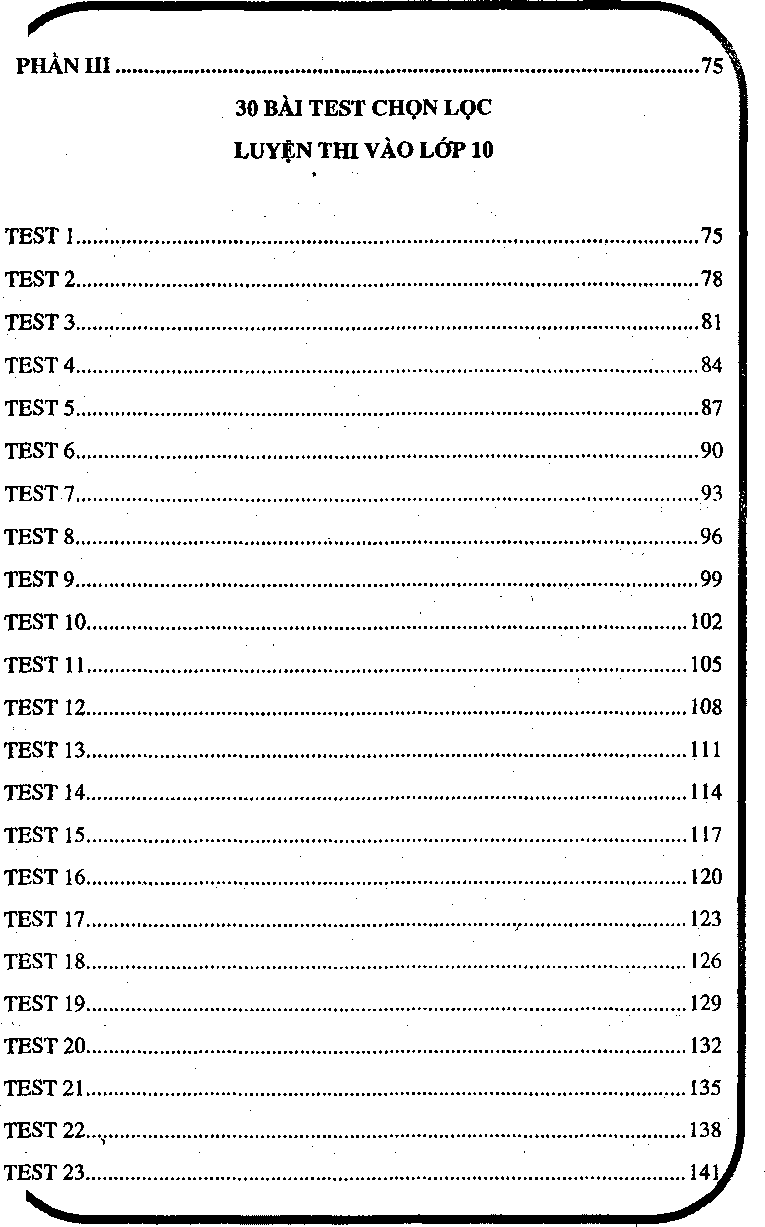 PHẦN III ........................................................................................................ 75
30 BÀI TEST CHỌN LỌC
LUYỆN THI VÀO LỚP 10
TEST 1........................................................................................................75
TEST 2........................................................................................................78
TEST 3........................................................................................................81
TEST 4........................................................................................................84
TEST 5........................................................................................................87
TEST 6........................................................................................................90
TEST 7........................................................................................................93
TEST 8........................................................................................................96
TEST 9........................................................................................................99
TEST 10........................................................................................................102
TEST 11........................................................................................................105
TEST 12........................................................................................................108
TEST 13........................................................................................................111
TEST 14........................................................................................................114
TEST 15........................................................................................................117
TEST 16........................................................................................................120
TEST 17........................................................................................................123
TEST 18........................................................................................................126
TEST 19........................................................................................................129
TEST 20........................................................................................................132
TEST 21........................................................................................................135
TEST 22........................................................................................................138
TEST 23........................................................................................................141